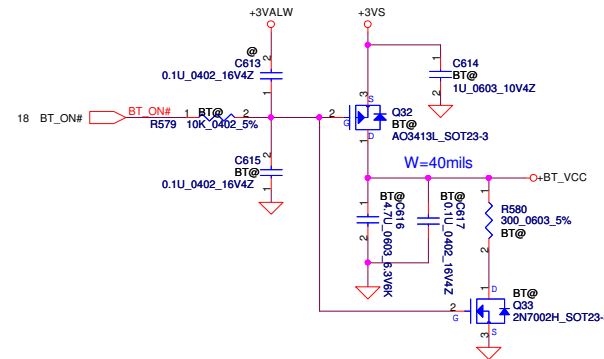 +3VALW
+3VS
@
2
C613
0.1U_0402_16V4Z
1
1
C614
BT@
1U_0603_10V4Z
2
3
S
18 BT_ON#
BT_ON#
1
BT@
2
R579
10K_0402_5%
2
G
Q32
BT@
AO3413L_SOT23-3
D
1
C615
BT@
0.1U_0402_16V4Z
2
1
W=40mils
+BT_VCC
1
BT@
C616
4.7U_0603_6.3V6K
2
1
BT@
C617
0.1U_0402_16V4Z
2
1
R580
300_0603_5%
BT@
2
1
D
BT@
Q33
2N7002H_SOT23-
2
G
S
3